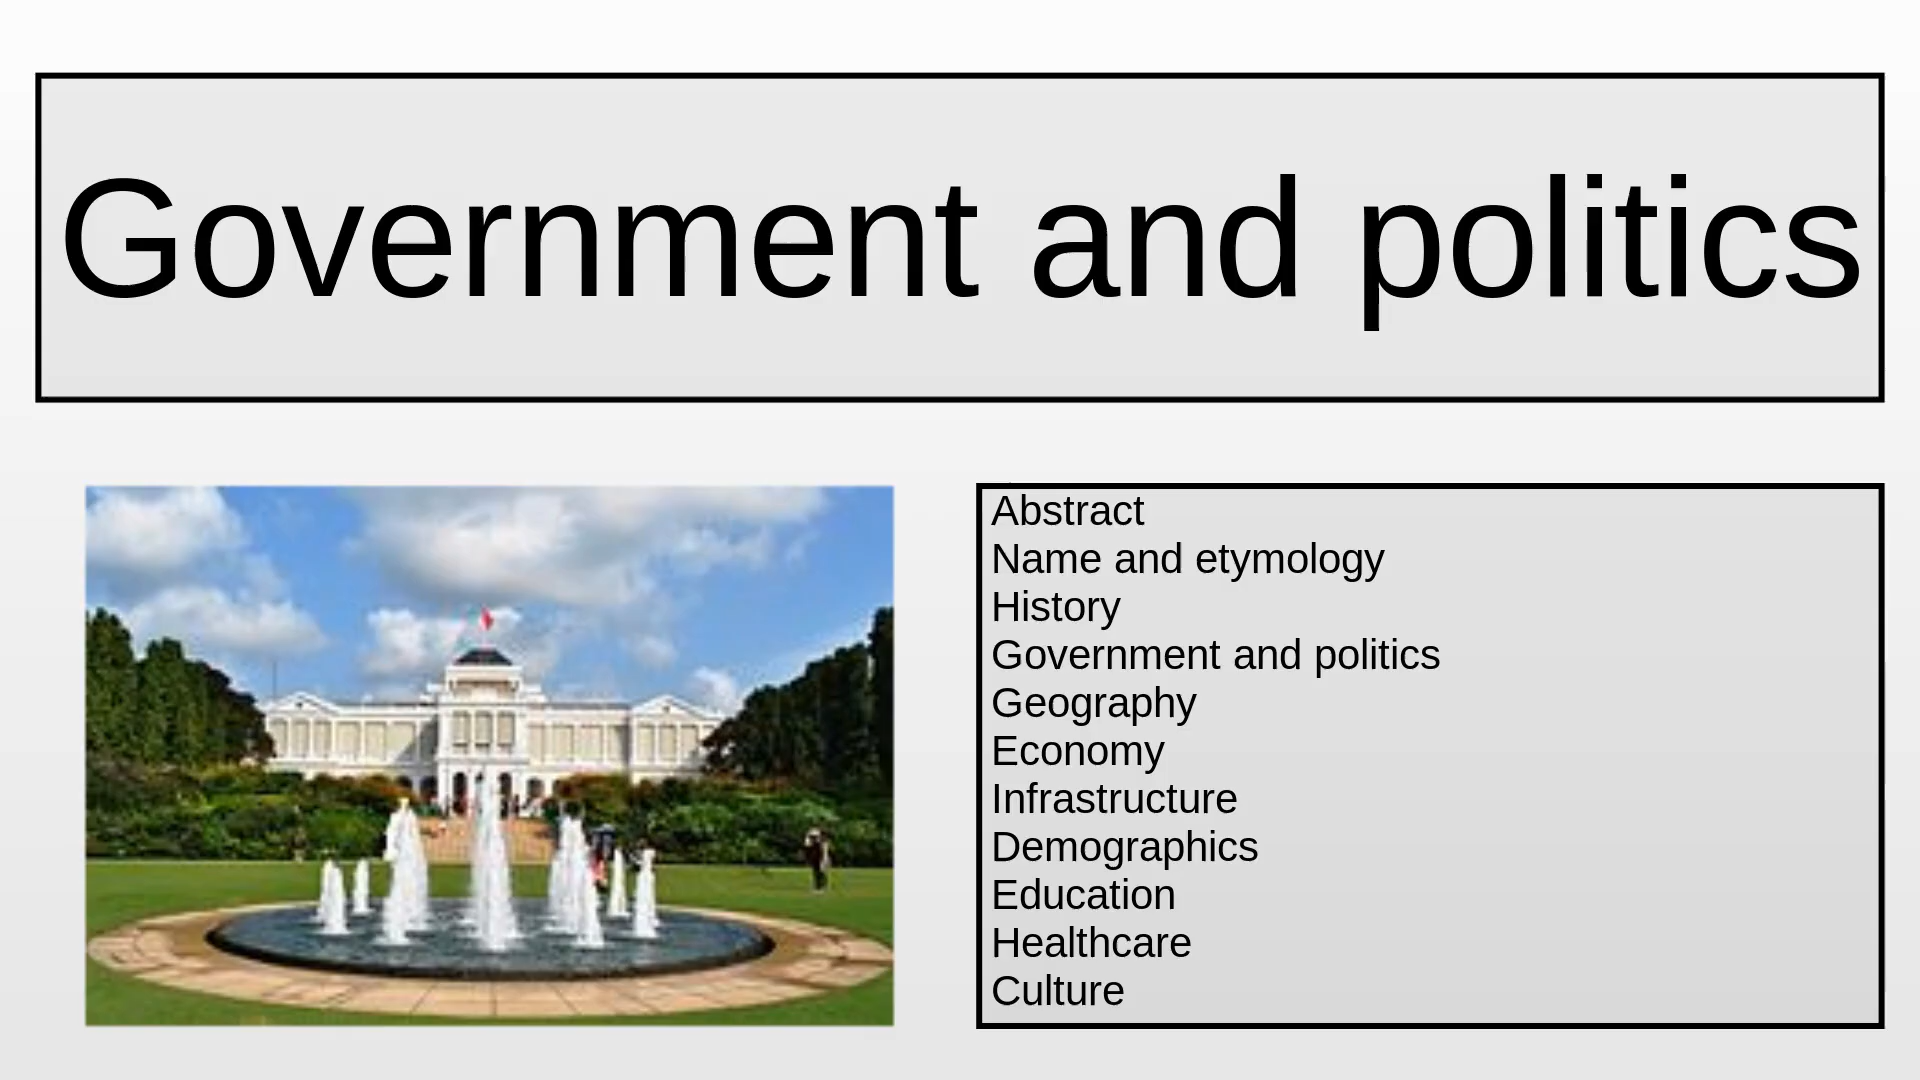 Government and politics
Abstract
Name and etymology
History
Government and politics
Geography
Economy
Infrastructure
Demographics
Education
Healthcare
Culture